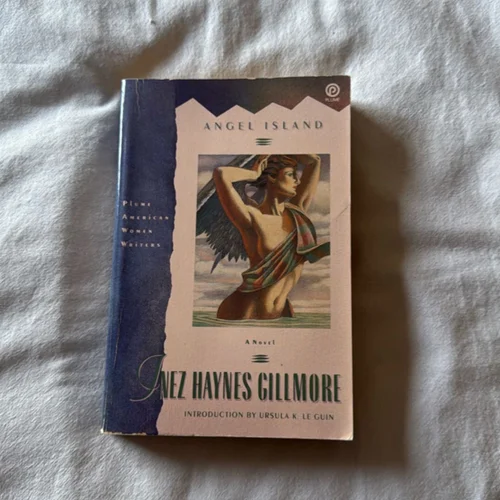 PLUME
ANGEL ISLAND
PLUME
AMERICAN
WOMEN
WRITERS
A NOVEL
INEZ HAYNES GILLMORE
INTRODUCTION BY URSULA K. LE GUIN